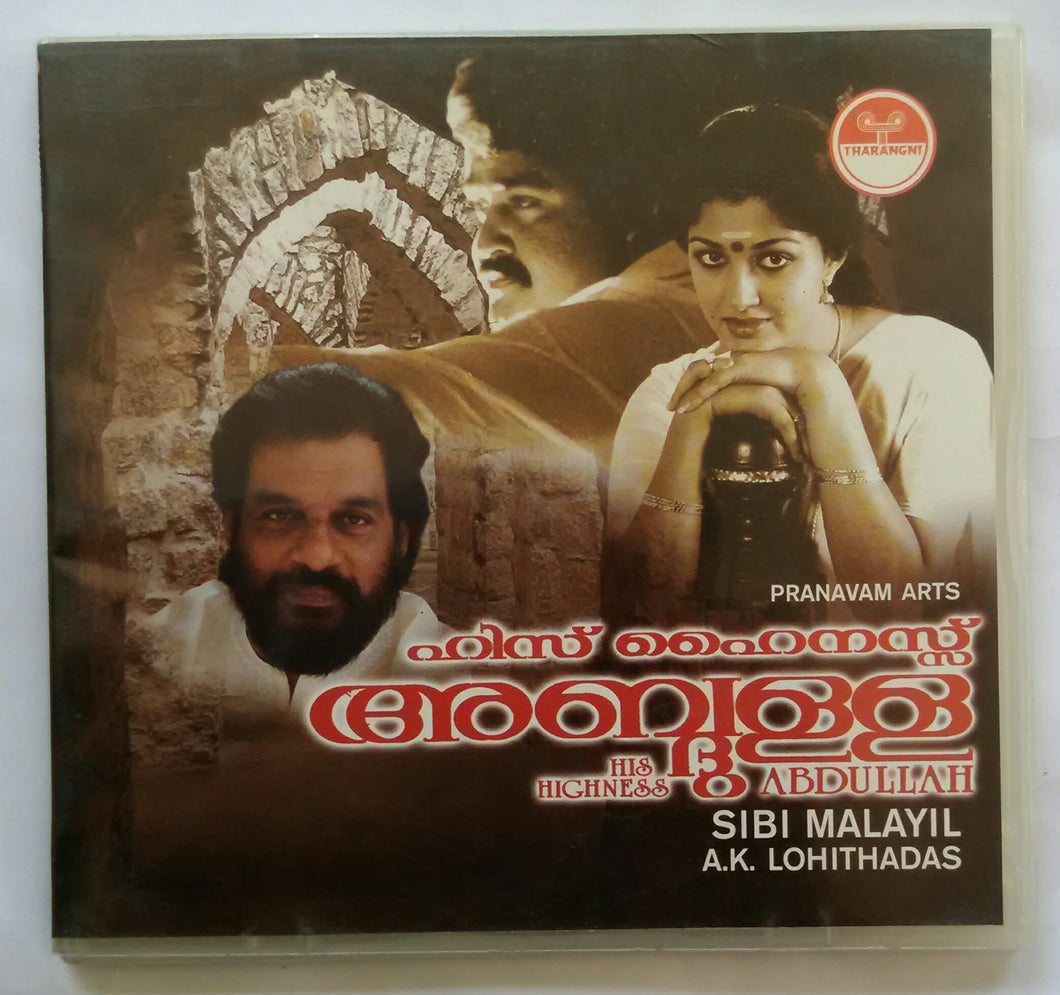 THARANGNI
PRANAVAM ARTS
ഹിസ് ഹൈനസ്സ്
അബ്ദുള്ള
HIS
HIGHNESS ABDULLAH
SIBI MALAYIL
A.K. LOHITHADAS